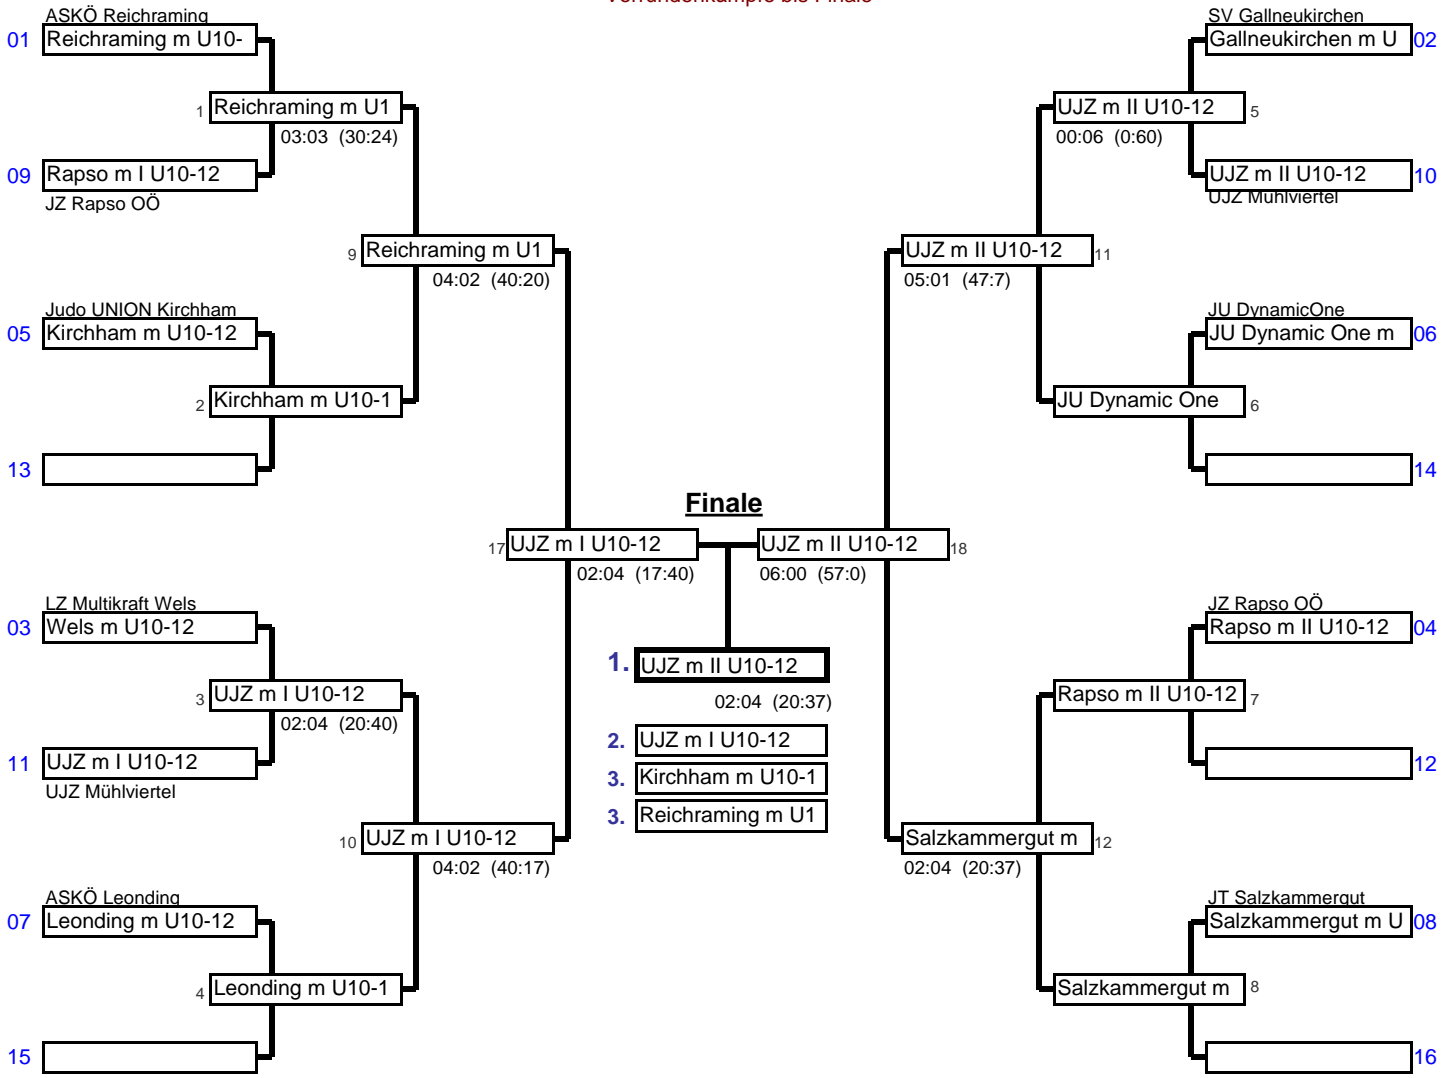 Vorrundenkämpfe bis Finale
ASKÖ Reichraming
01 Reichraming m U10-
1 Reichraming m U1
03:03 (30:24)
09 Rapso m I U10-12
JZ Rapso OÖ
9 Reichraming m U1
04:02 (40:20)
Judo UNION Kirchham
05 Kirchham m U10-12
2 Kirchham m U10-1
13
17 UJZ m I U10-12
02:04 (17:40)
LZ Multikraft Wels
03 Wels m U10-12
3 UJZ m I U10-12
02:04 (20:40)
11 UJZ m I U10-12
UJZ Mühlviertel
10 UJZ m I U10-12
04:02 (40:17)
ASKÖ Leonding
07 Leonding m U10-12
4 Leonding m U10-1
15
Finale
1. UJZ m II U10-12
02:04 (20:37)
2. UJZ m I U10-12
3. Kirchham m U10-1
3. Reichraming m U1
SV Gallneukirchen
Gallneukirchen m U 02
UJZ m II U10-12 5
00:06 (0:60)
UJZ m II U10-12 10
UJZ Mühlviertel
UJZ m II U10-12 11
05:01 (47:7)
JU DynamicOne
JU Dynamic One m 06
JU Dynamic One 6
14
UJZ m II U10-12 18
06:00 (57:0)
JZ Rapso OÖ
Rapso m II U10-12 04
Rapso m II U10-12 7
12
Salzkammergut m 12
02:04 (20:37)
JT Salzkammergut
Salzkammergut m U 08
Salzkammergut m 8
16